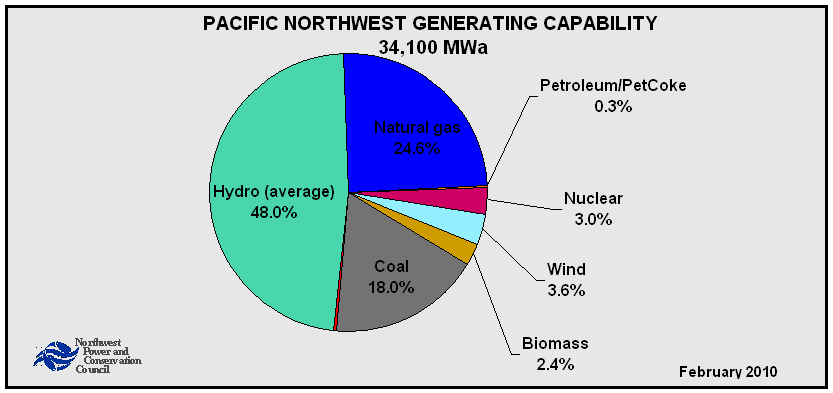 PACIFIC NORTHWEST GENERATING CAPABILITY
34,100 MWa
Petroleum/PetCoke
0.3%
Natural gas
24.6%
Hydro (average)
48.0%
Nuclear
3.0%
Coal
18.0%
Wind
3.6%
Biomass
2.4%
Northwest
Power and
Conservation
Council
February 2010